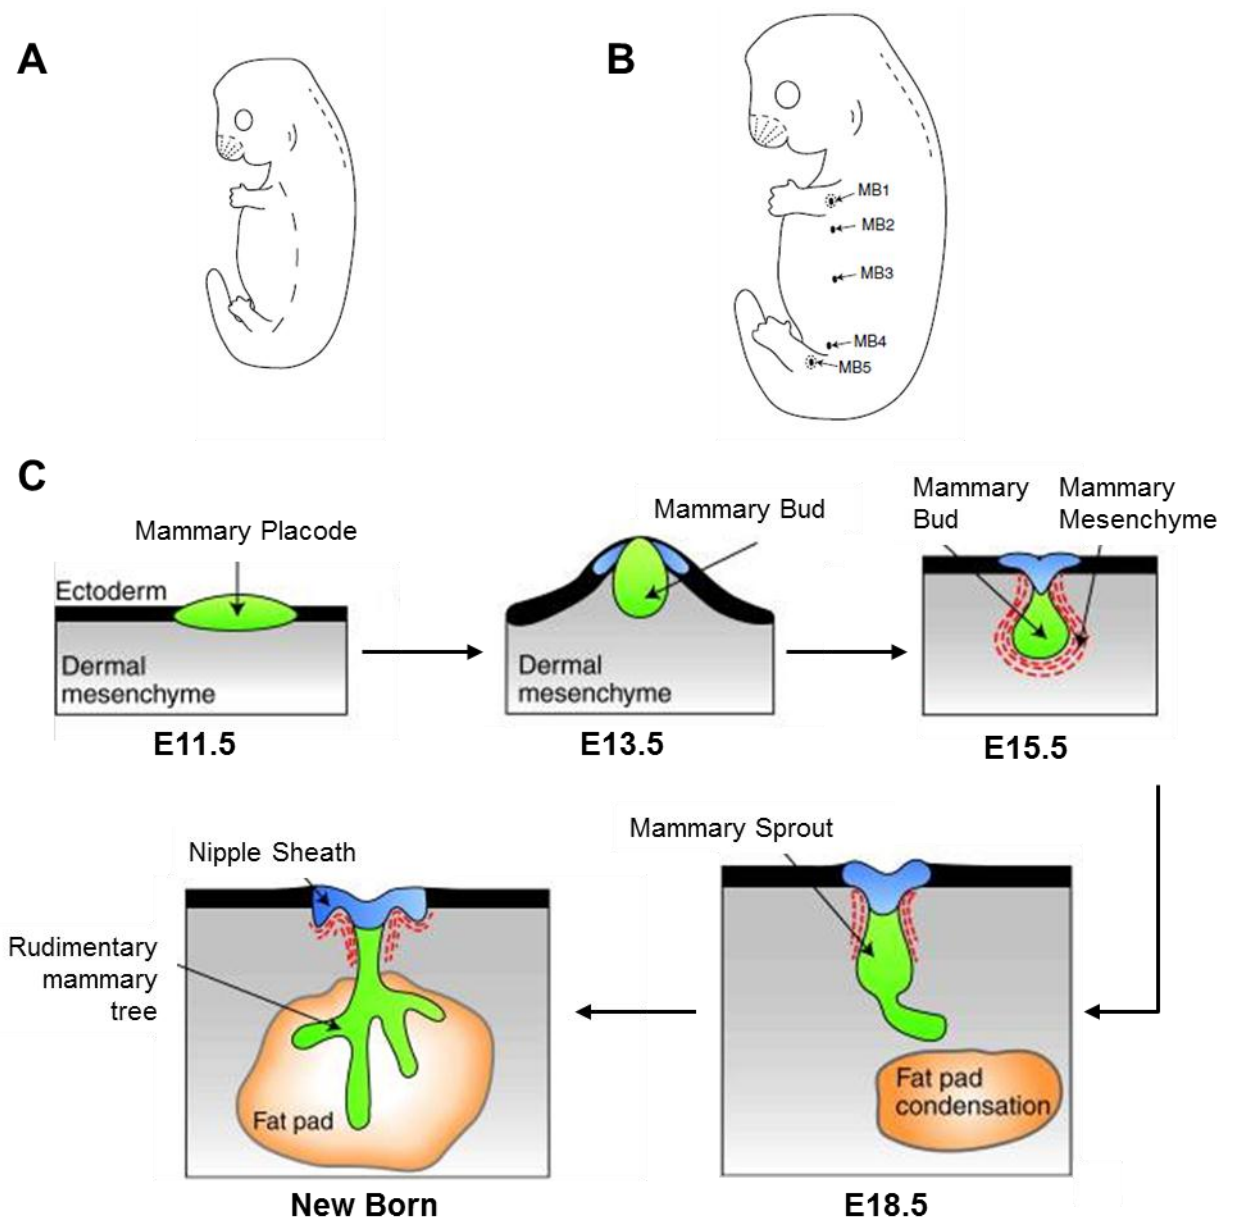 A
B
MB1
MB2
MB3
MB4
MB5
C
Mammary Placode
Ectoderm
Dermal
mesenchyme
E11.5
Mammary Bud
Dermal
mesenchyme
E13.5
Mammary
Bud
Mammary
Mesenchyme
E15.5
Nipple Sheath
Rudimentary
mammary
tree
Fat pad
New Born
Mammary Sprout
Fat pad
condensation
E18.5